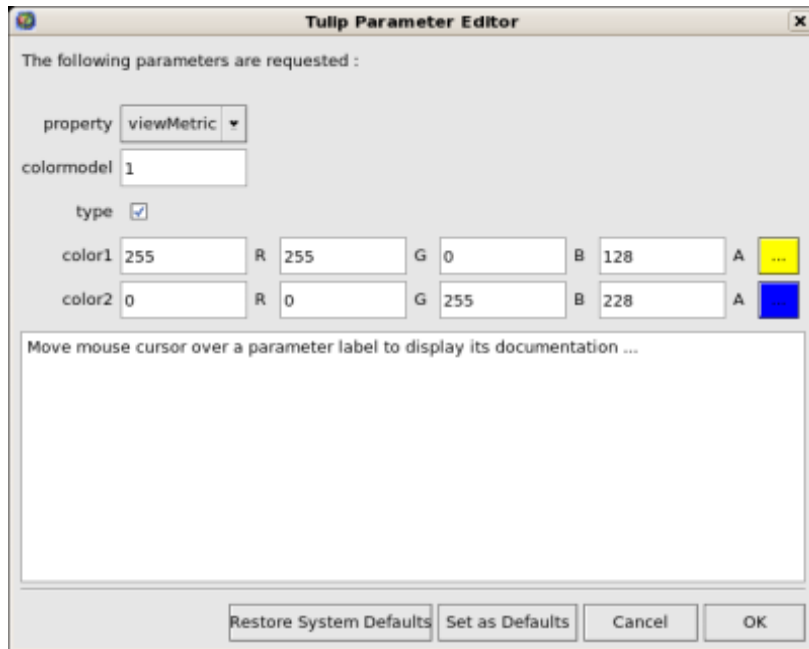 Tulip Parameter Editor
The following parameters are requested :
property viewMetric
colormodel 1
type
color1 255 R 255 G 0 B 128 A ...
color2 0 R 0 G 255 B 228 A ...
Move mouse cursor over a parameter label to display its documentation ...
Restore System Defaults Set as Defaults Cancel OK